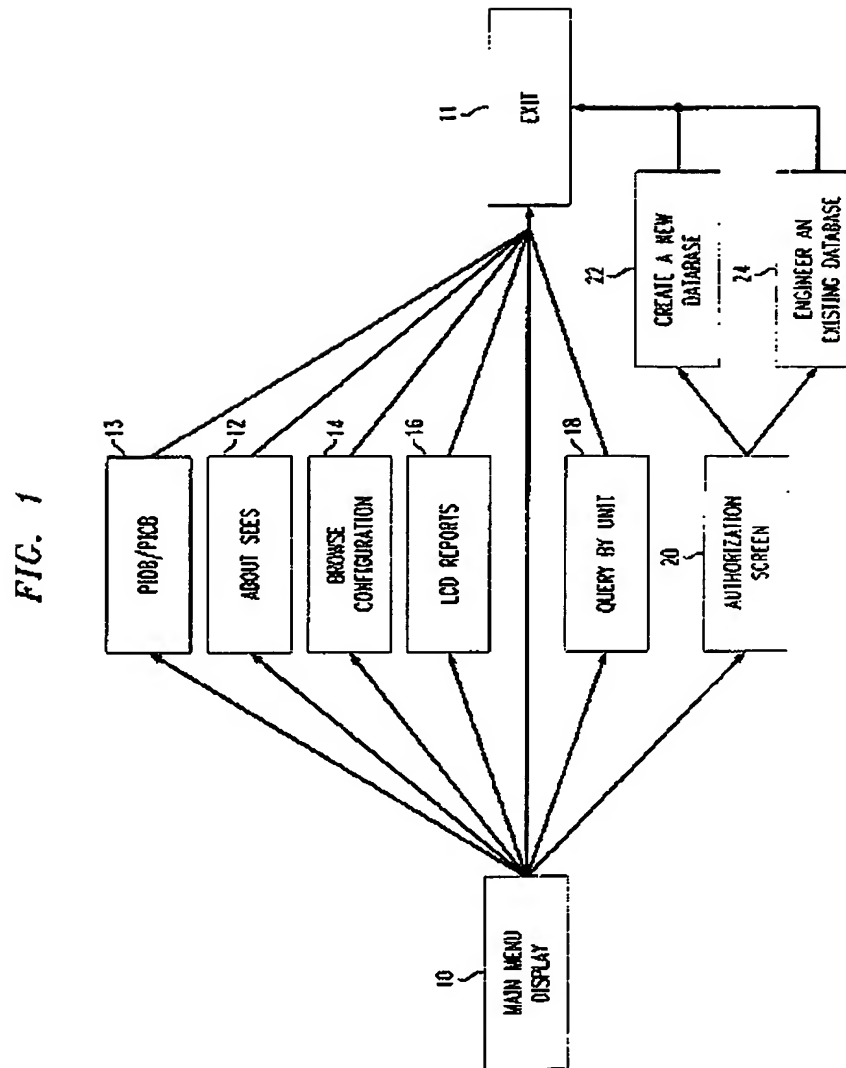 FIG. 1
13
PIDB/PICB
12
ABOUT SEES
14
BROWSE
CONFIGURATION
16
LCD REPORTS
18
QUERY BY UNIT
20
AUTHORIZATION
SCREEN
10
MAIN MENU
DISPLAY
11
EXIT
22
CREATE A NEW
DATABASE
24
ENGINEER AN
EXISTING DATABASE